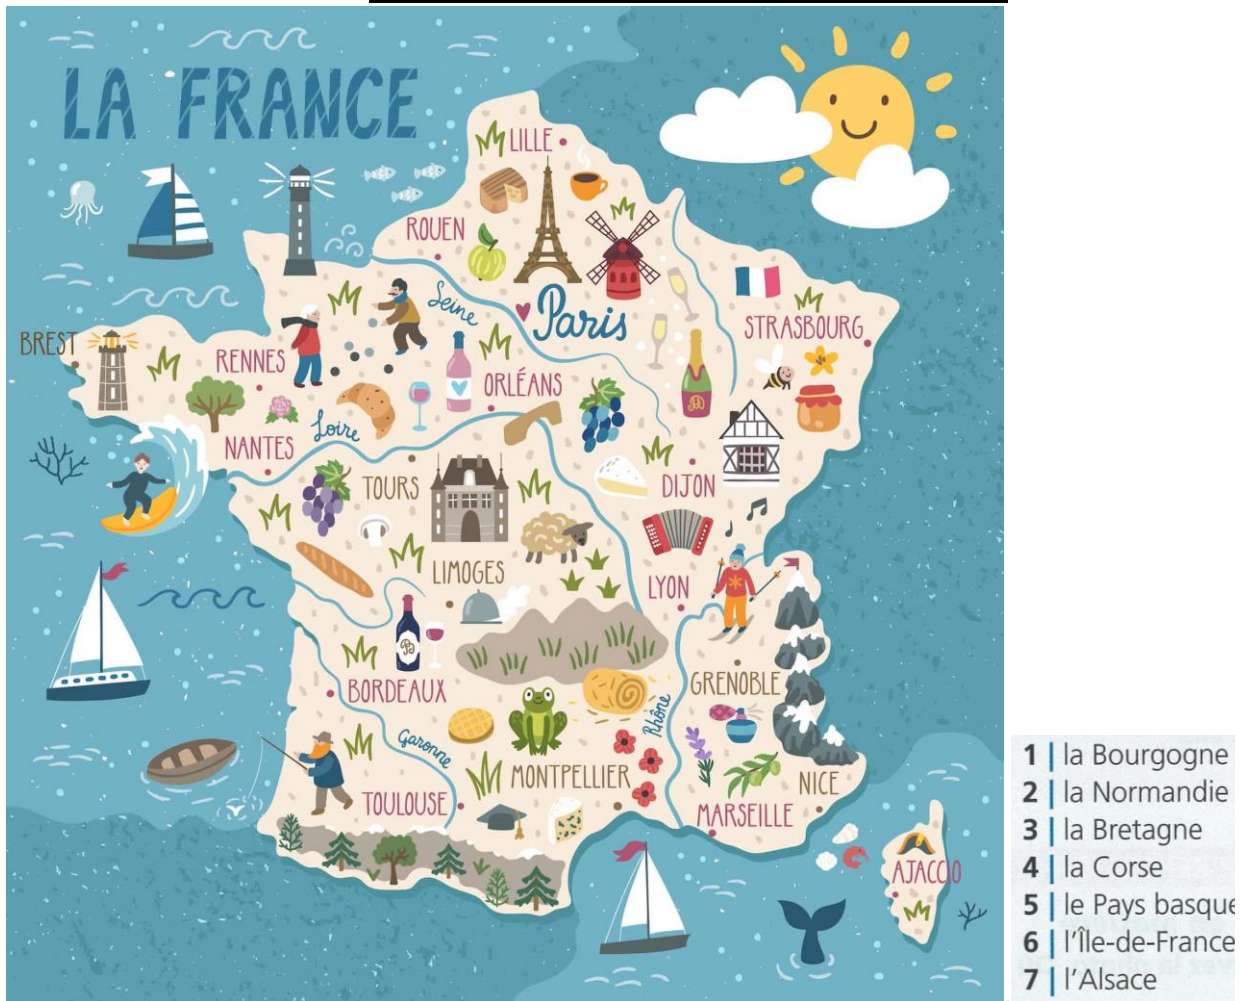 LA FRANCE
LILLE
ROUEN
Seine
Paris
STRASBOURG
BREST
RENNES
ORLÉANS
NANTES
Loire
TOURS
DIJON
LIMOGES
LYON
BORDEAUX
GRENOBLE
Rhône
Garonne
MONTPELLIER
NICE
TOULOUSE
MARSEILLE
AJACCIO
1 | la Bourgogne
2 | la Normandie
3 | la Bretagne
4 | la Corse
5 | le Pays basque
6 | l'Île-de-France
7 | l'Alsace